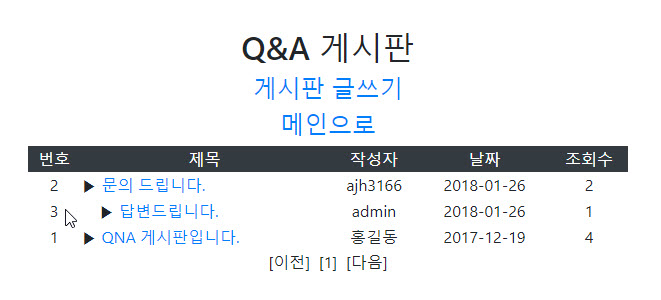 Q&A 게시판
게시판 글쓰기
메인으로
번호 제목 작성자 날짜 조회수
2 ▶ 문의 드립니다. ajh3166 2018-01-26 2
3 ▶ 답변드립니다. admin 2018-01-26 1
1 ▶ QNA 게시판입니다. 홍길동 2017-12-19 4
[이전] [1] [다음]